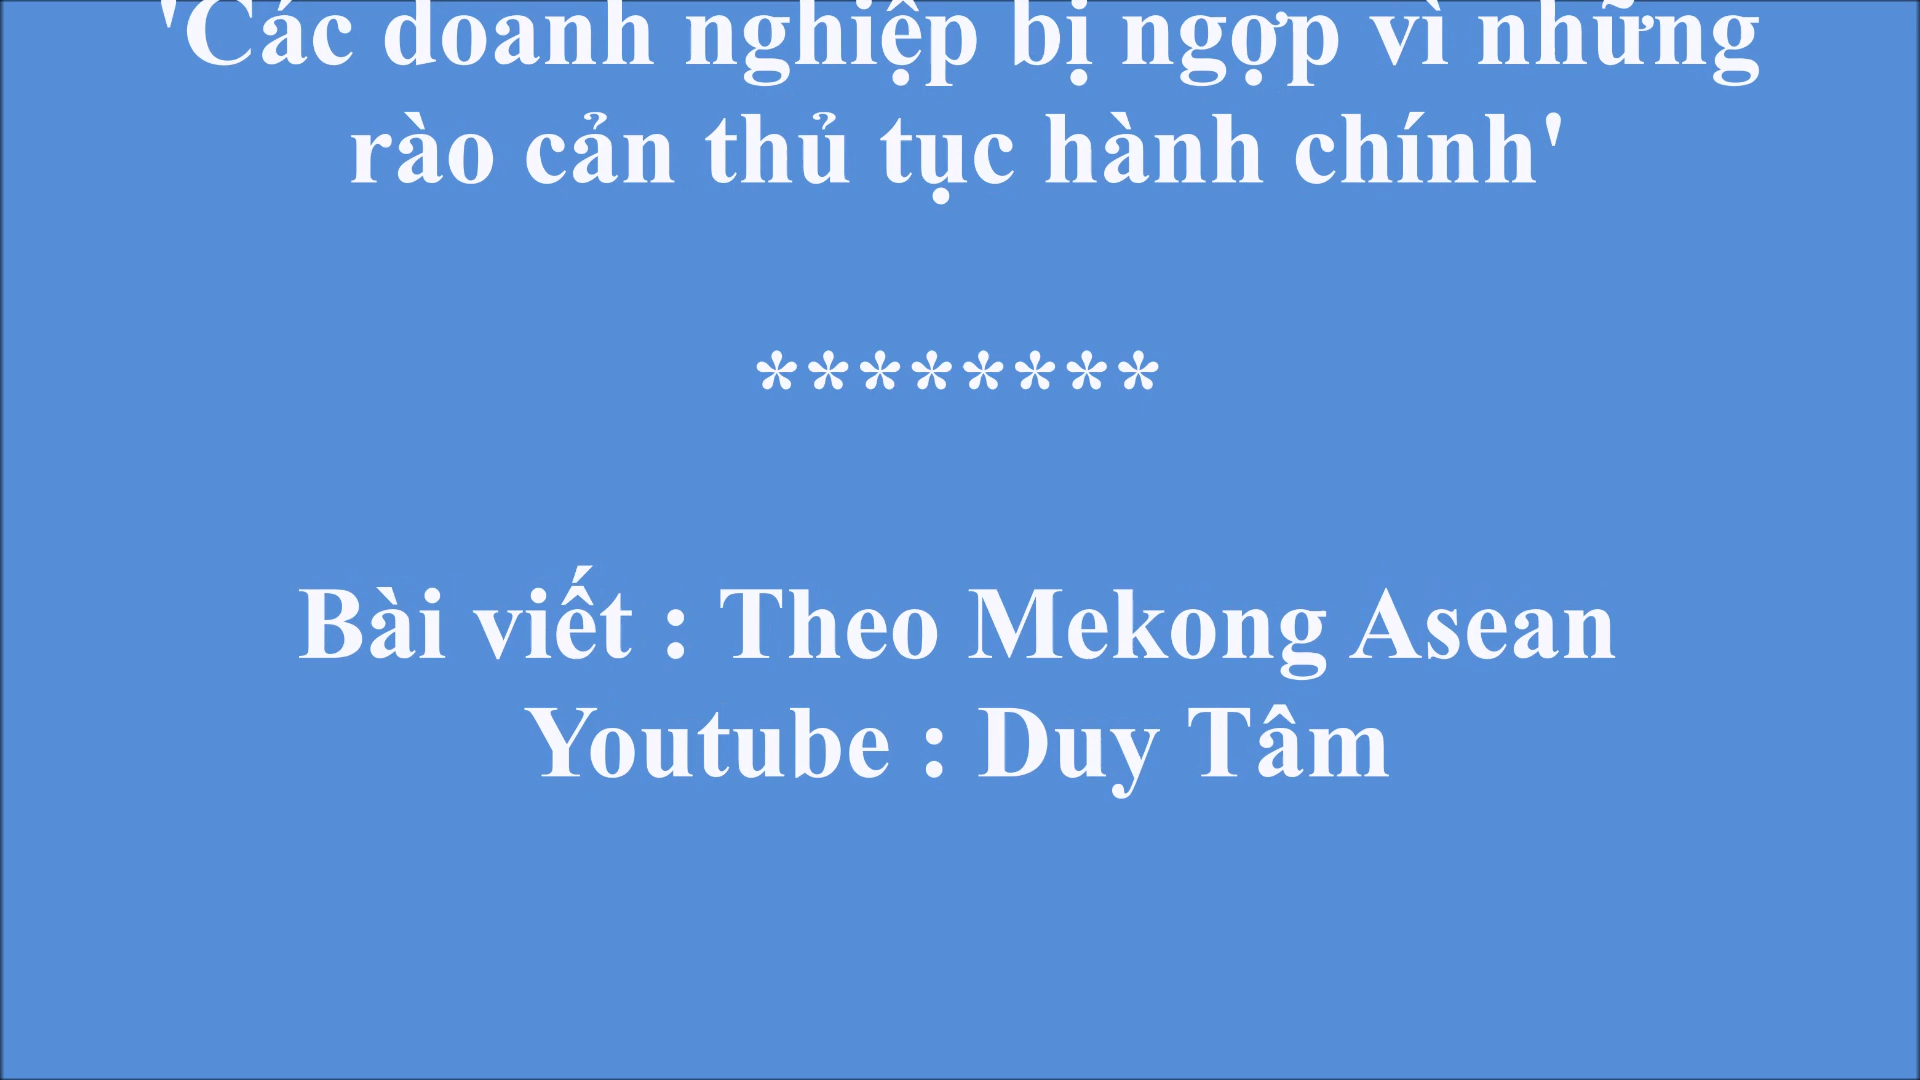 'Các doanh nghiệp bị ngợp vì những
rào cản thủ tục hành chính'
********
Bài viết : Theo Mekong Asean
Youtube : Duy Tâm